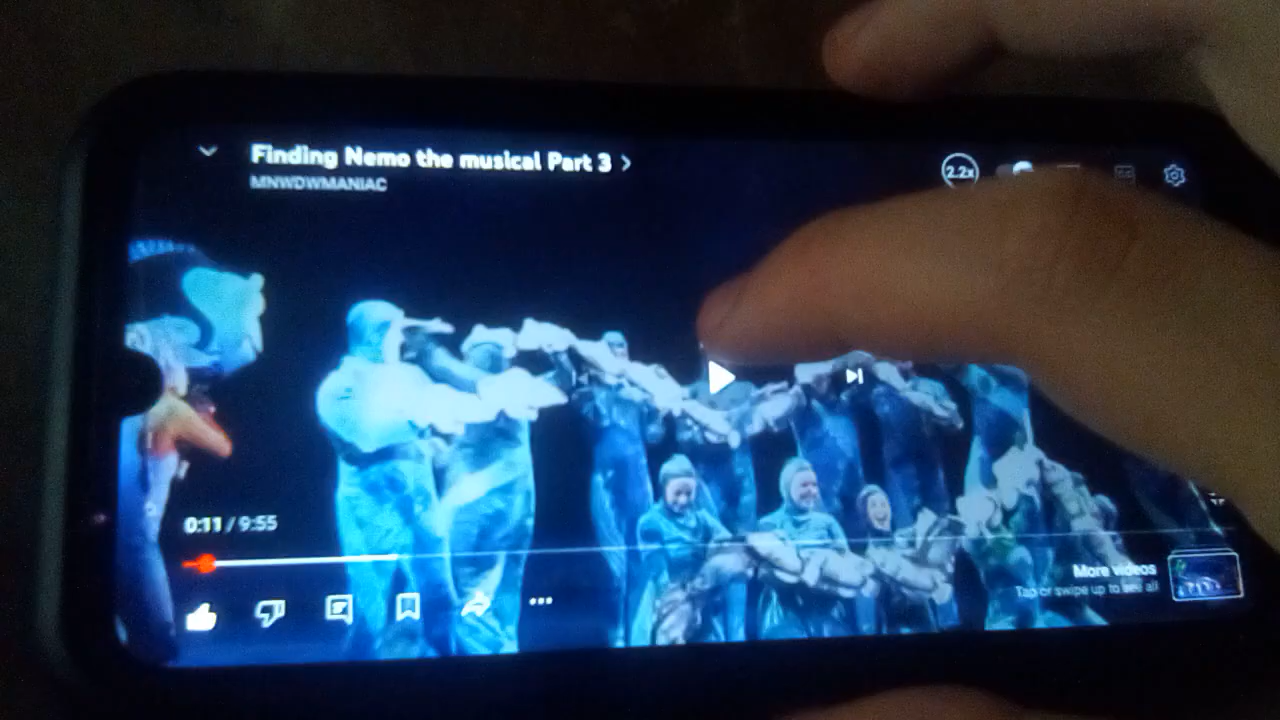 Finding Nemo the musical Part 3
MNWDWMANIAC
2.2x
0:11 / 9:55
More videos
Tap or swipe up to see all